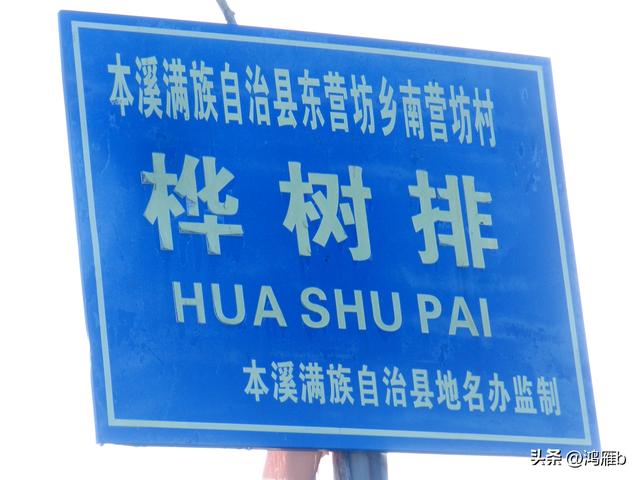 本溪满族自治县东营坊乡南营坊村
桦树排
HUA SHU PAI
本溪满族自治县地名办监制
头条 @鸿雁b